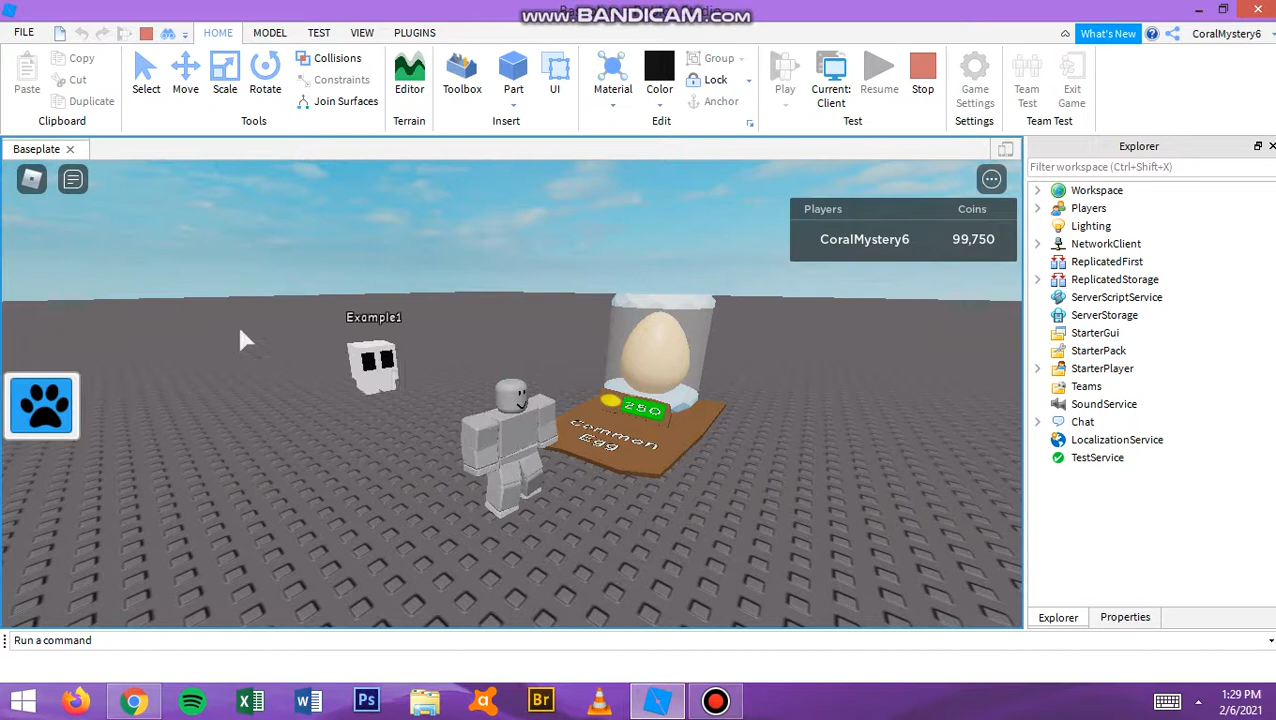 www.BANDICAM.com
FILE HOME MODEL TEST VIEW PLUGINS What's New CoralMystery6
Paste Copy Cut Duplicate Clipboard
Select Move Scale Rotate Collisions Constraints Join Surfaces Tools
Editor Terrain
Toolbox Part UI Insert
Material Color Group Lock Anchor Edit
Play Current: Client Resume Stop Test
Game Settings Settings
Team Test Exit Game Team Test
Baseplate
Explorer
Filter workspace (Ctrl+Shift+X)
Workspace
Players
Lighting
NetworkClient
ReplicatedFirst
ReplicatedStorage
ServerScriptService
ServerStorage
StarterGui
StarterPack
StarterPlayer
Teams
SoundService
Chat
LocalizationService
TestService
Players Coins
CoralMystery6 99,750
Example1
250
Common
Egg
Explorer Properties
Run a command
Ps
Br
1:29 PM
2/6/2021